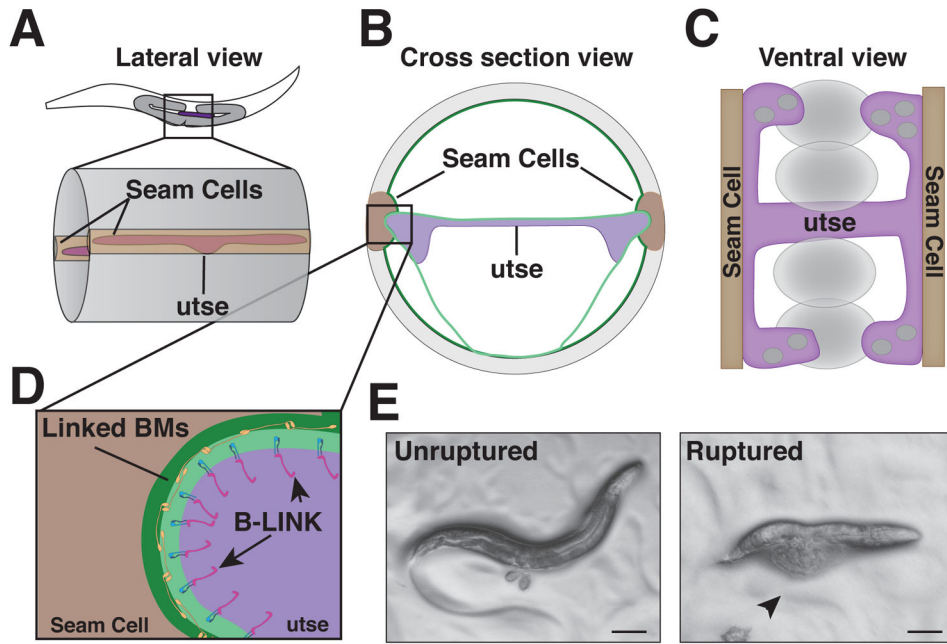 A
Lateral view
Seam Cells
utse
B
Cross section view
Seam Cells
utse
C
Ventral view
Seam Cell
utse
Seam Cell
D
Linked BMs
B-LINK
Seam Cell
utse
E
Unruptured
Ruptured